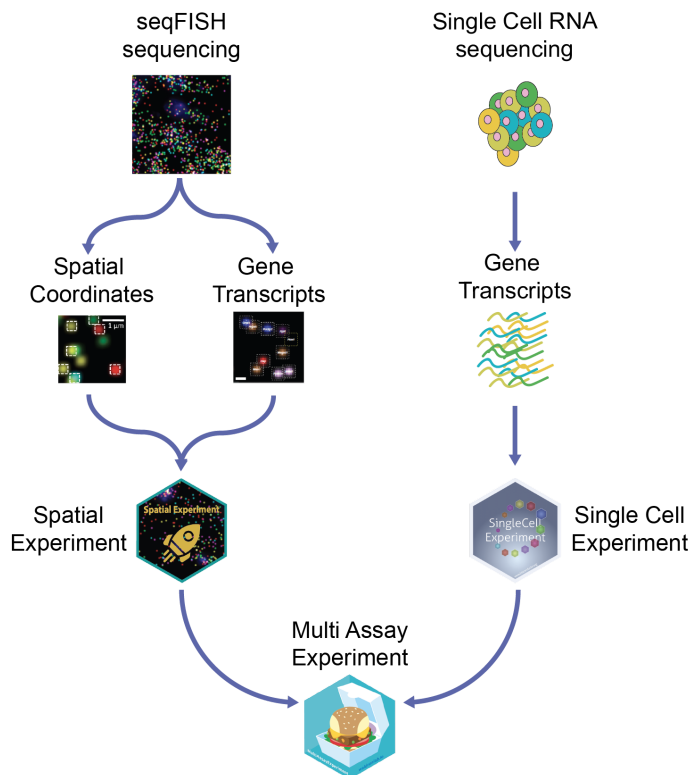 seqFISH
sequencing
Single Cell RNA
sequencing
Spatial
Coordinates
Gene
Transcripts
Gene
Transcripts
1 μm
Spatial
Experiment
Spatial Experiment
SingleCell
Experiment
Single Cell
Experiment
Multi Assay
Experiment